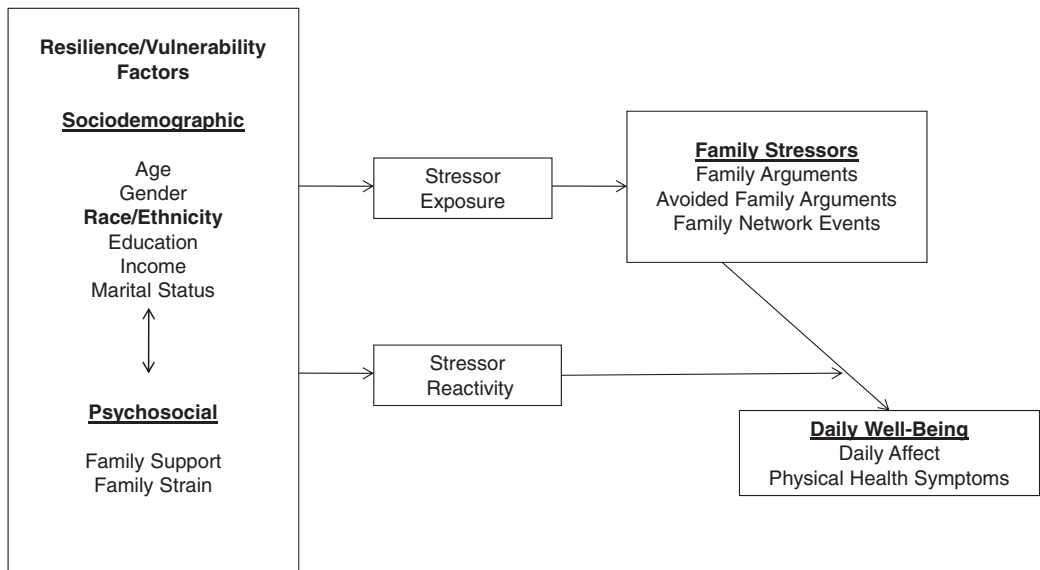 Resilience/Vulnerability
Factors
Sociodemographic
Age
Gender
Race/Ethnicity
Education
Income
Marital Status
Psychosocial
Family Support
Family Strain
Stressor
Exposure
Stressor
Reactivity
Family Stressors
Family Arguments
Avoided Family Arguments
Family Network Events
Daily Well-Being
Daily Affect
Physical Health Symptoms